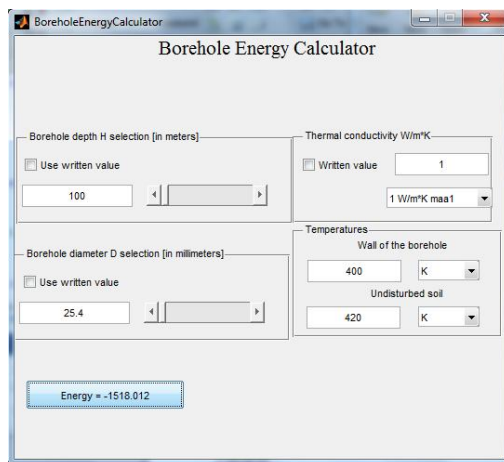 BoreholeEnergyCalculator
Borehole Energy Calculator
Borehole depth H selection [in meters]
Use written value
100
Thermal conductivity W/m*K
Written value
1
1 W/m*K maa1
Borehole diameter D selection [in millimeters]
Use written value
25.4
Temperatures
Wall of the borehole
400
K
Undisturbed soil
420
K
Energy = -1518.012